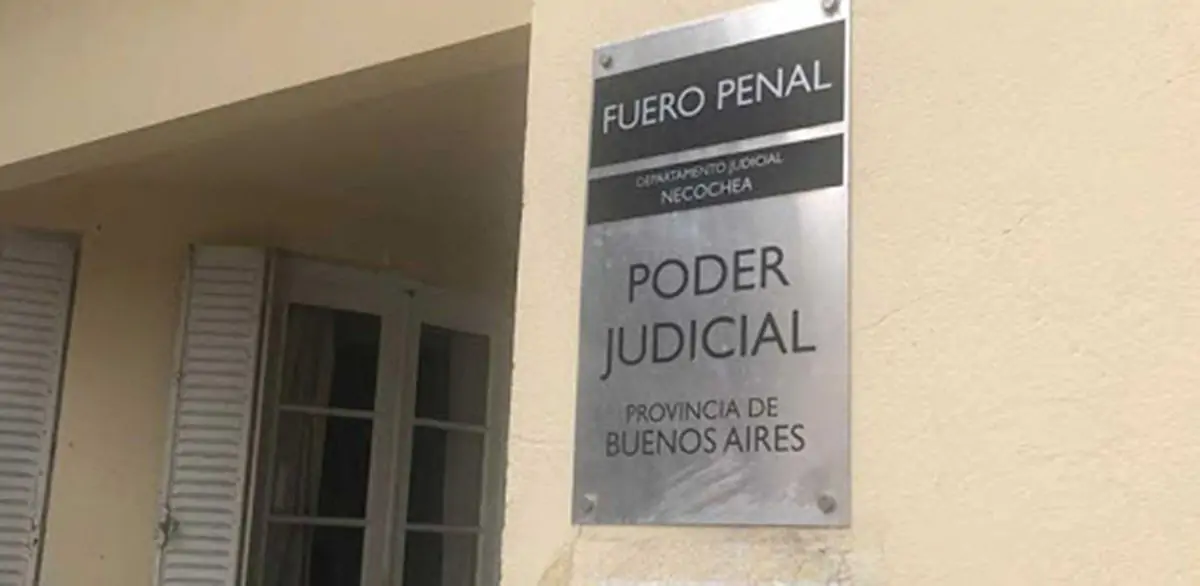 FUERO PENAL
DEPARTAMENTO JUDICIAL
NECOCHEA
PODER
JUDICIAL
PROVINCIA DE
BUENOS AIRES